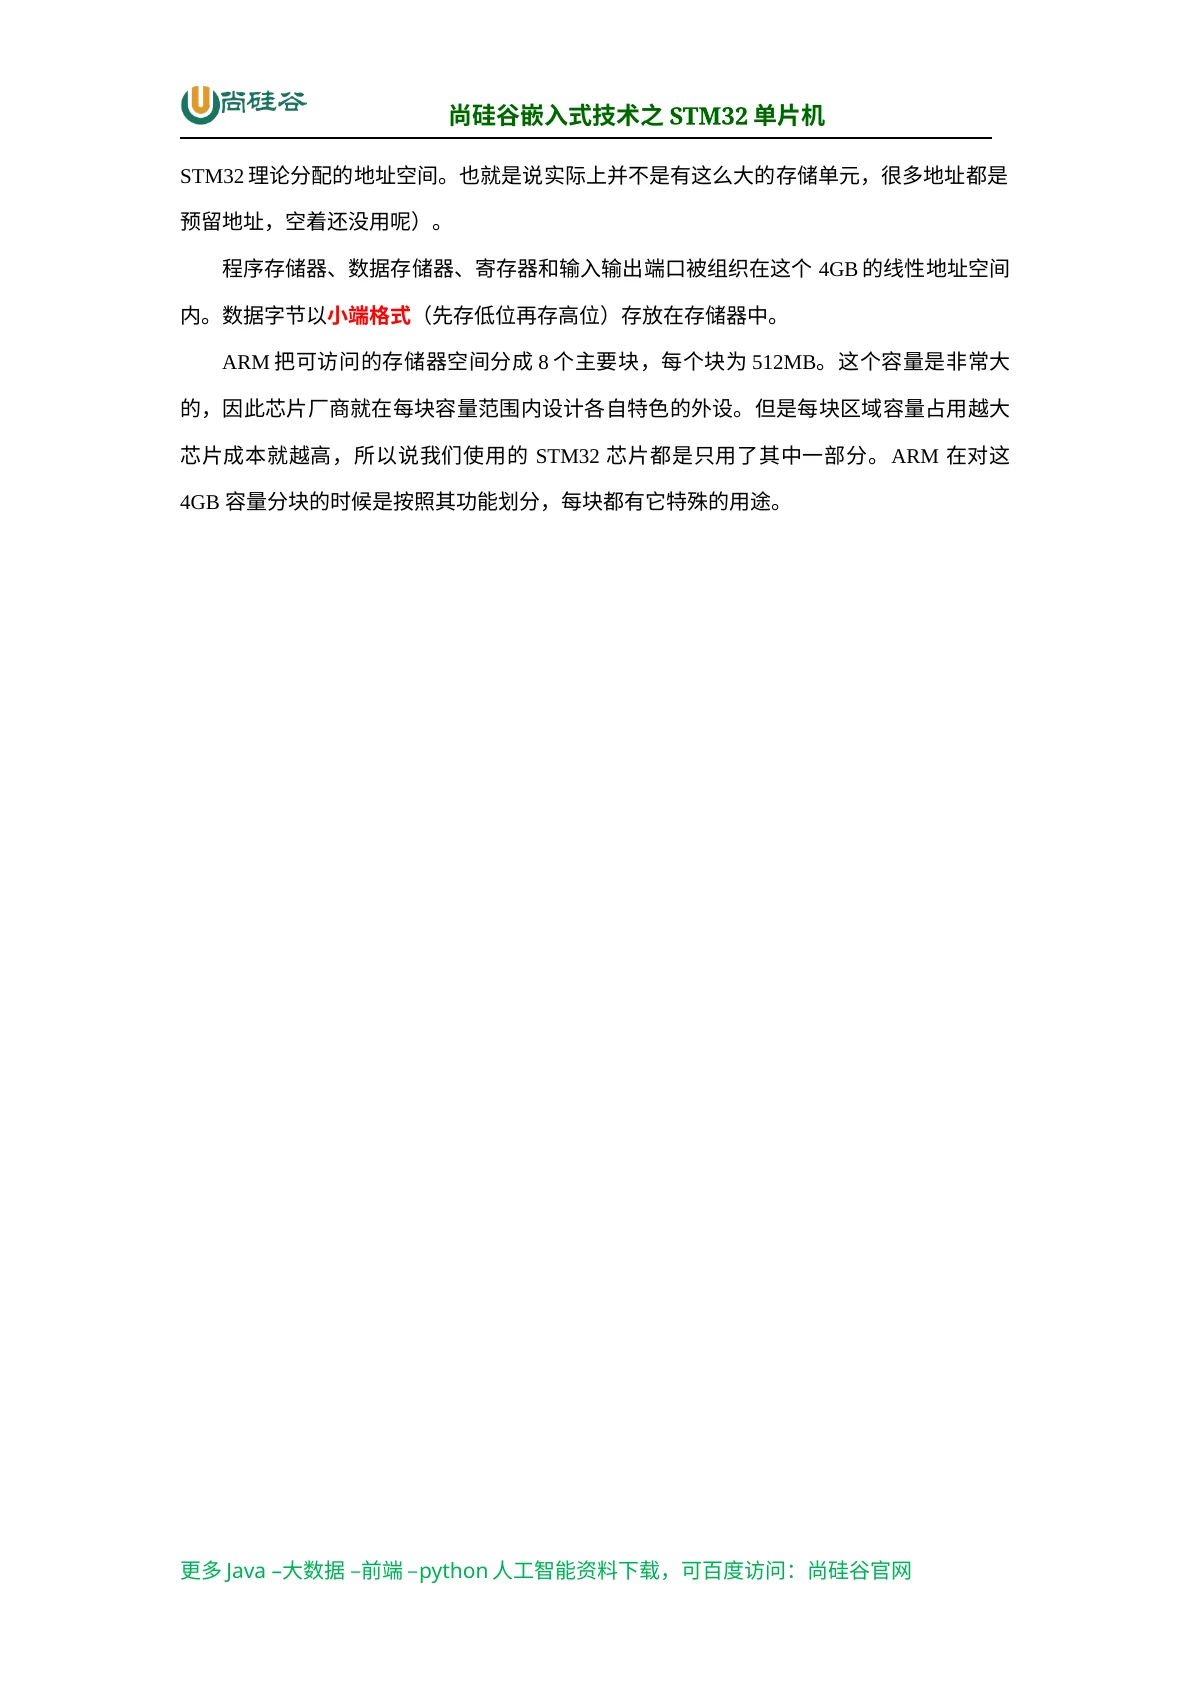 尚硅谷
尚硅谷嵌入式技术之 STM32 单片机
STM32 理论分配的地址空间。也就是说实际上并不是有这么大的存储单元，很多地址都是
预留地址，空着还没用呢）。
程序存储器、数据存储器、寄存器和输入输出端口被组织在这个 4GB 的线性地址空间
内。数据字节以小端格式（先存低位再存高位）存放在存储器中。
ARM 把可访问的存储器空间分成 8 个主要块，每个块为 512MB。这个容量是非常大
的，因此芯片厂商就在每块容量范围内设计各自特色的外设。但是每块区域容量占用越大
芯片成本就越高，所以说我们使用的 STM32 芯片都是只用了其中一部分。ARM 在对这
4GB 容量分块的时候是按照其功能划分，每块都有它特殊的用途。
更多 Java –大数据 –前端 –python 人工智能资料下载，可百度访问：尚硅谷官网